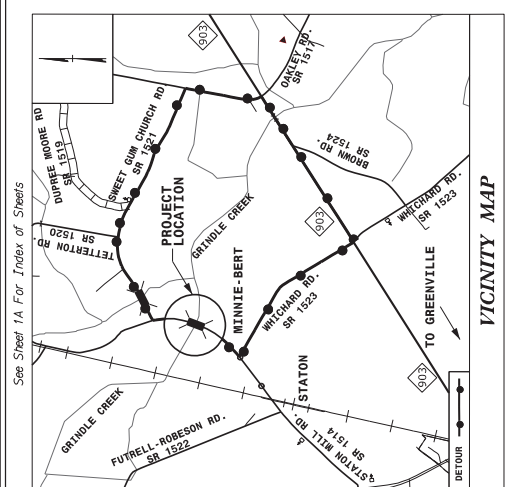 See Sheet 1A For Index of Sheets
903
OAKLEY RD.
SR 1517
DUPREE MOORE RD
SR 1519
SWEET GUM CHURCH RD
SR 1521
BROWN RD.
SR 1524
TETTERTON RD.
SR 1520
PROJECT
LOCATION
GRINDLE CREEK
903
WHICHARD RD.
SR 1523
MINNIE-BERT
WHICHARD RD.
SR 1523
TO GREENVILLE
STATON
903
GRINDLE CREEK
FUTRELL-ROBESON RD.
SR 1522
STATON MILL RD.
SR 1514
DETOUR
VICINITY MAP